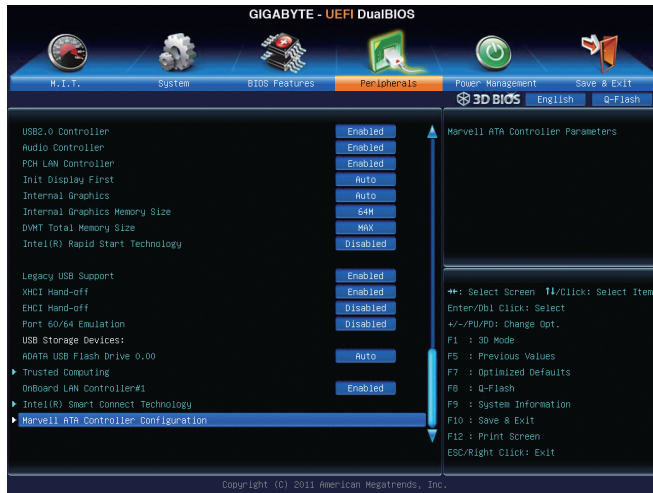 GIGABYTE - UEFI DualBIOS
M.I.T. System BIOS Features Peripherals Power Management Save & Exit
3D BIOS English Q-Flash
USB2.0 Controller Enabled
Audio Controller Enabled
PCH LAN Controller Enabled
Init Display First Auto
Internal Graphics Auto
Internal Graphics Memory Size 64M
DVMT Total Memory Size MAX
Intel(R) Rapid Start Technology Disabled
Legacy USB Support Enabled
XHCI Hand-off Enabled
EHCI Hand-off Disabled
Port 60/64 Emulation Disabled
USB Storage Devices:
ADATA USB Flash Drive 0.00 Auto
Trusted Computing
OnBoard LAN Controller#1 Enabled
Intel(R) Smart Connect Technology
Marvell ATA Controller Configuration
Marvell ATA Controller Parameters
→←: Select Screen ↑↓/Click: Select Item
Enter/Dbl Click: Select
+/-/PU/PD: Change Opt.
F1 : 3D Mode
F5 : Previous Values
F7 : Optimized Defaults
F8 : Q-Flash
F9 : System Information
F10 : Save & Exit
F12 : Print Screen
ESC/Right Click: Exit
Copyright (C) 2011 American Megatrends, Inc.